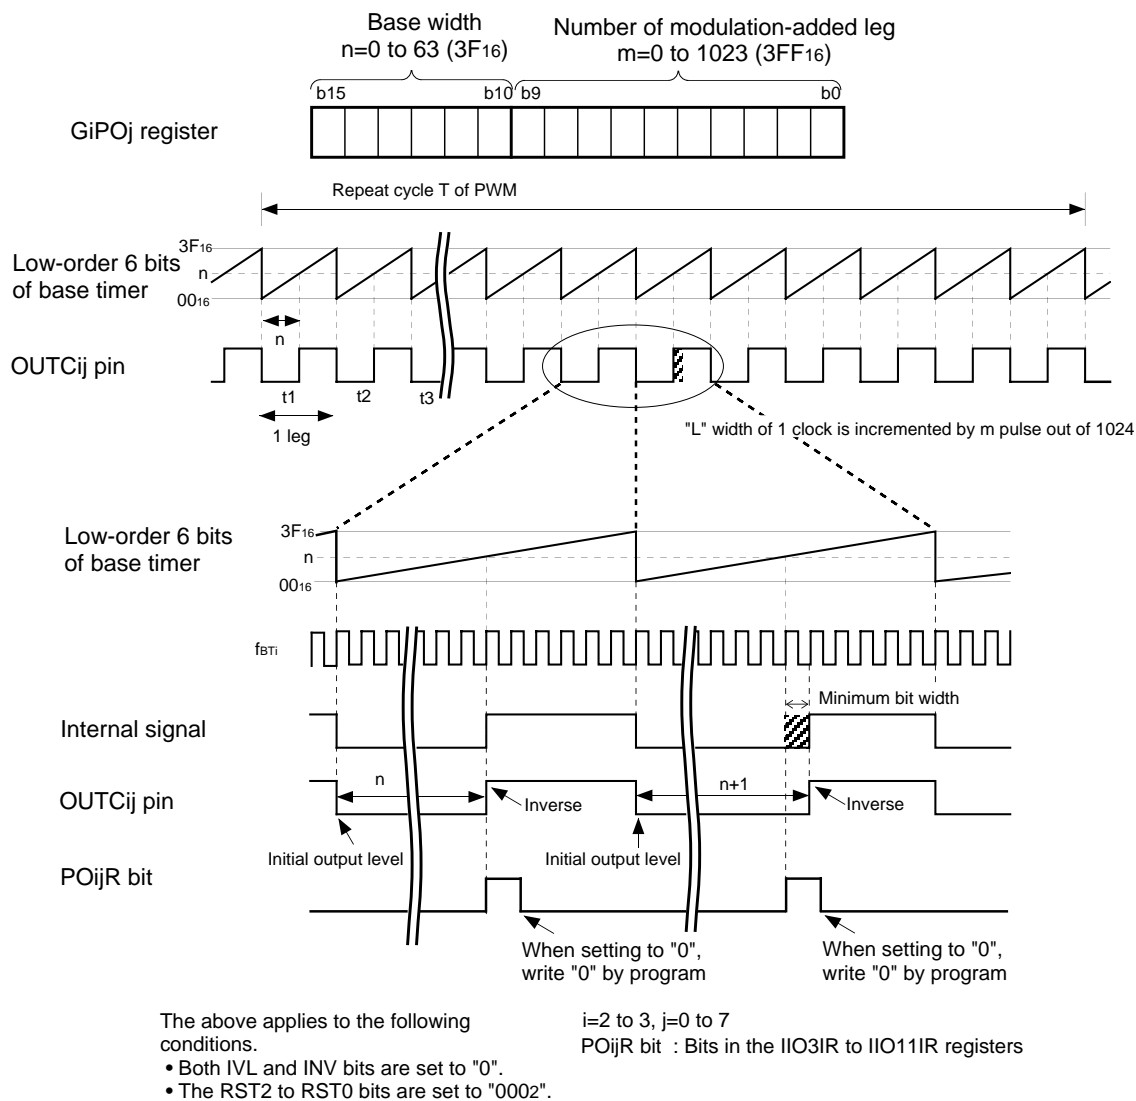 Base width
n=0 to 63 (3F16)
Number of modulation-added leg
m=0 to 1023 (3FF16)
b15
b10
b9
b0
GiPOj register
Repeat cycle T of PWM
3F16
n
0016
Low-order 6 bits
of base timer
n
OUTCij pin
t1
t2
t3
1 leg
"L" width of 1 clock is incremented by m pulse out of 1024
Low-order 6 bits
of base timer
3F16
n
0016
fBTi
Minimum bit width
Internal signal
n
n+1
OUTCij pin
Inverse
Inverse
Initial output level
Initial output level
POijR bit
When setting to "0",
write "0" by program
When setting to "0",
write "0" by program
The above applies to the following
conditions.
• Both IVL and INV bits are set to "0".
• The RST2 to RST0 bits are set to "0002".
i=2 to 3, j=0 to 7
POijR bit : Bits in the IIO3IR to IIO11IR registers